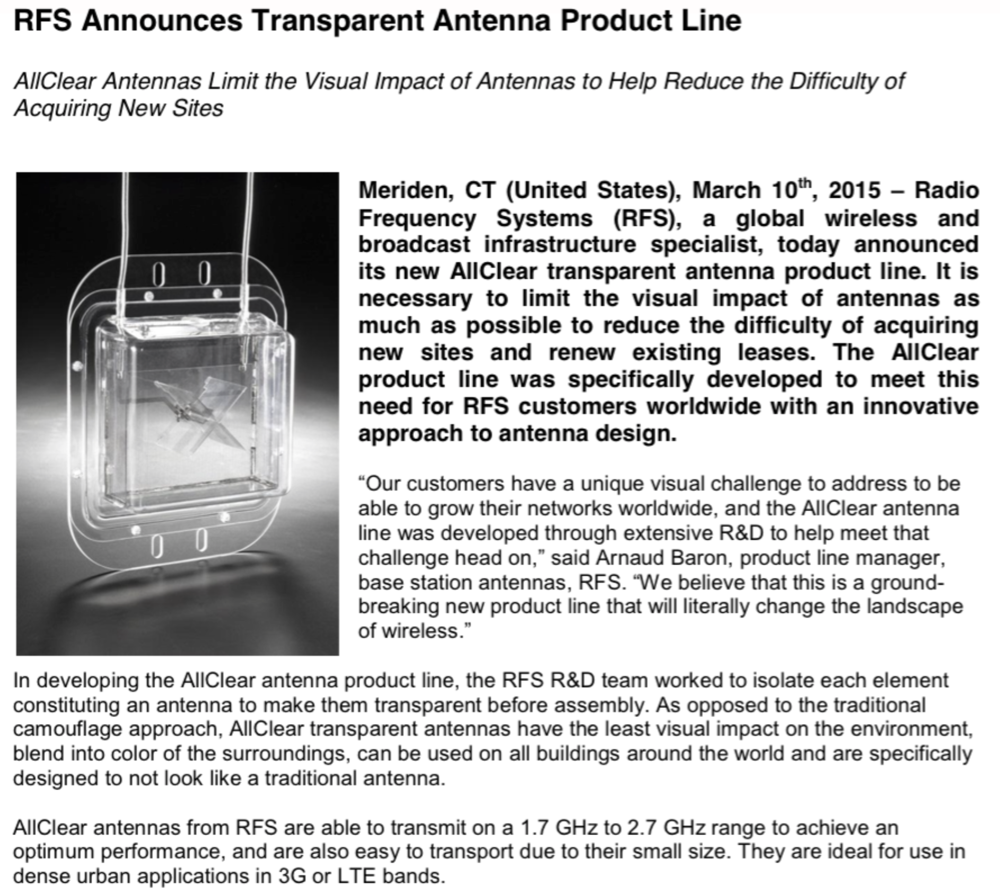 RFS Announces Transparent Antenna Product Line
AllClear Antennas Limit the Visual Impact of Antennas to Help Reduce the Difficulty of
Acquiring New Sites
Meriden, CT (United States), March 10th, 2015 – Radio
Frequency Systems (RFS), a global wireless and
broadcast infrastructure specialist, today announced
its new AllClear transparent antenna product line. It is
necessary to limit the visual impact of antennas as
much as possible to reduce the difficulty of acquiring
new sites and renew existing leases. The AllClear
product line was specifically developed to meet this
need for RFS customers worldwide with an innovative
approach to antenna design.
“Our customers have a unique visual challenge to address to be
able to grow their networks worldwide, and the AllClear antenna
line was developed through extensive R&D to help meet that
challenge head on,” said Arnaud Baron, product line manager,
base station antennas, RFS. “We believe that this is a ground-
breaking new product line that will literally change the landscape
of wireless.”
In developing the AllClear antenna product line, the RFS R&D team worked to isolate each element
constituting an antenna to make them transparent before assembly. As opposed to the traditional
camouflage approach, AllClear transparent antennas have the least visual impact on the environment,
blend into color of the surroundings, can be used on all buildings around the world and are specifically
designed to not look like a traditional antenna.
AllClear antennas from RFS are able to transmit on a 1.7 GHz to 2.7 GHz range to achieve an
optimum performance, and are also easy to transport due to their small size. They are ideal for use in
dense urban applications in 3G or LTE bands.